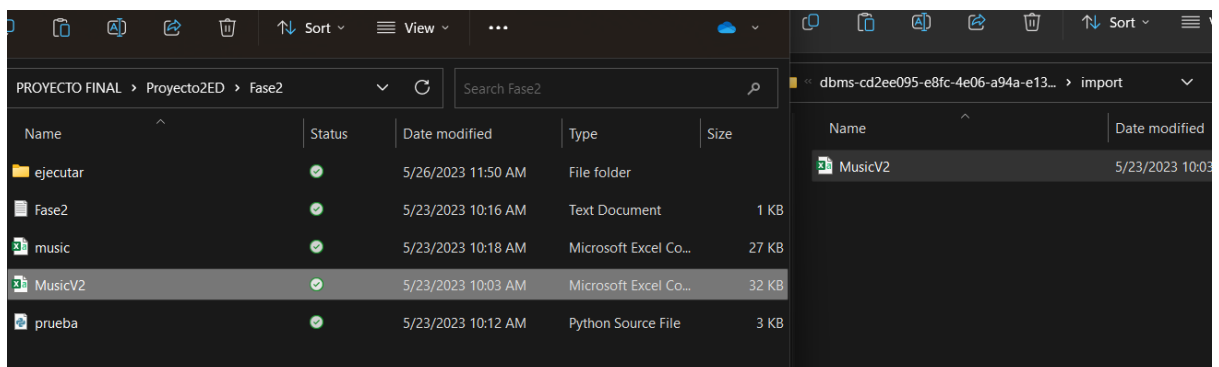 Sort
View
PROYECTO FINAL > Proyecto2ED > Fase2
Search Fase2
Name Status Date modified Type Size
ejecutar 5/26/2023 11:50 AM File folder
Fase2 5/23/2023 10:16 AM Text Document 1 KB
music 5/23/2023 10:18 AM Microsoft Excel Co... 27 KB
MusicV2 5/23/2023 10:03 AM Microsoft Excel Co... 32 KB
prueba 5/23/2023 10:12 AM Python Source File 3 KB
Sort
« dbms-cd2ee095-e8fc-4e06-a94a-e13... > import
Name Date modified
MusicV2 5/23/2023 10:03